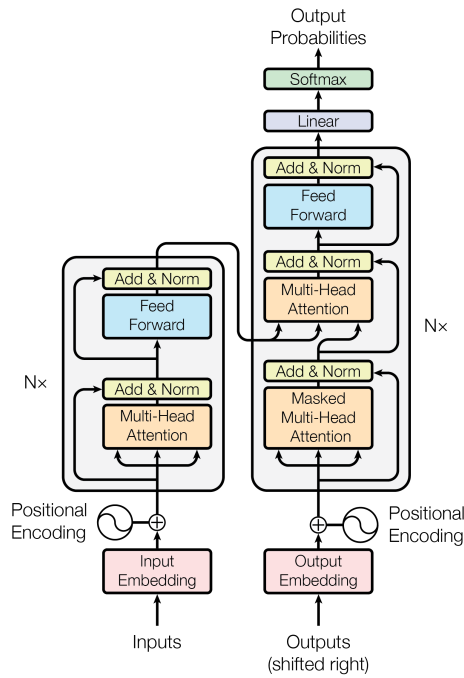 Output
Probabilities
Softmax
Linear
Add & Norm
Feed
Forward
Add & Norm
Multi-Head
Attention
Add & Norm
Masked
Multi-Head
Attention
N×
Add & Norm
Feed
Forward
Add & Norm
Multi-Head
Attention
N×
Positional
Encoding
Input
Embedding
Inputs
Positional
Encoding
Output
Embedding
Outputs
(shifted right)